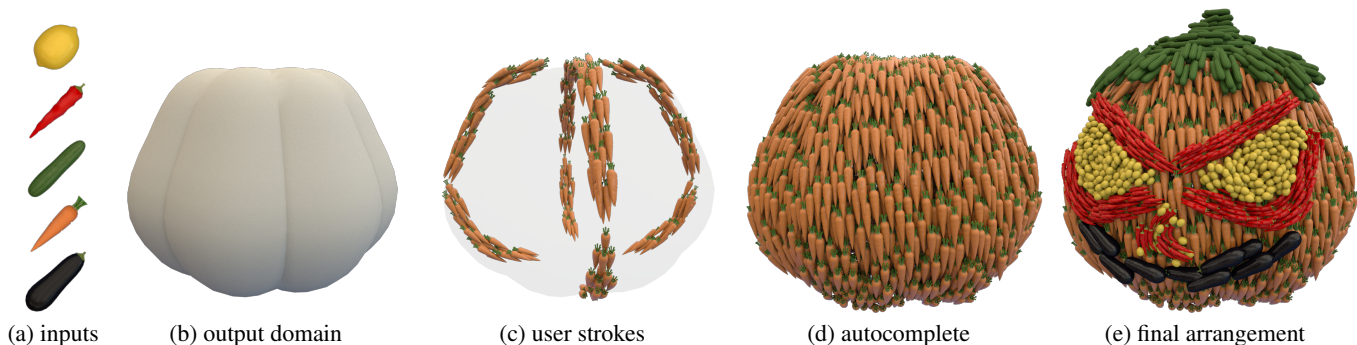 (a) inputs
(b) output domain
(c) user strokes
(d) autocomplete
(e) final arrangement